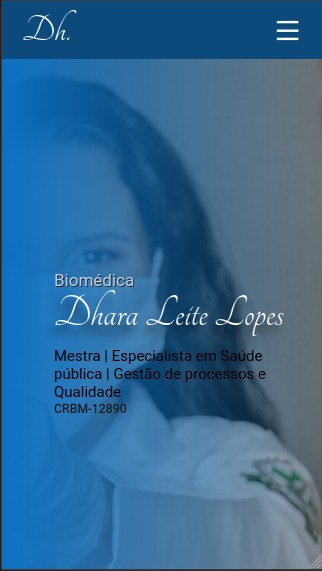 Dh.
Biomédica
Dhara Leite Lopes
Mestra | Especialista em Saúde
pública | Gestão de processos e
Qualidade
CRBM-12890